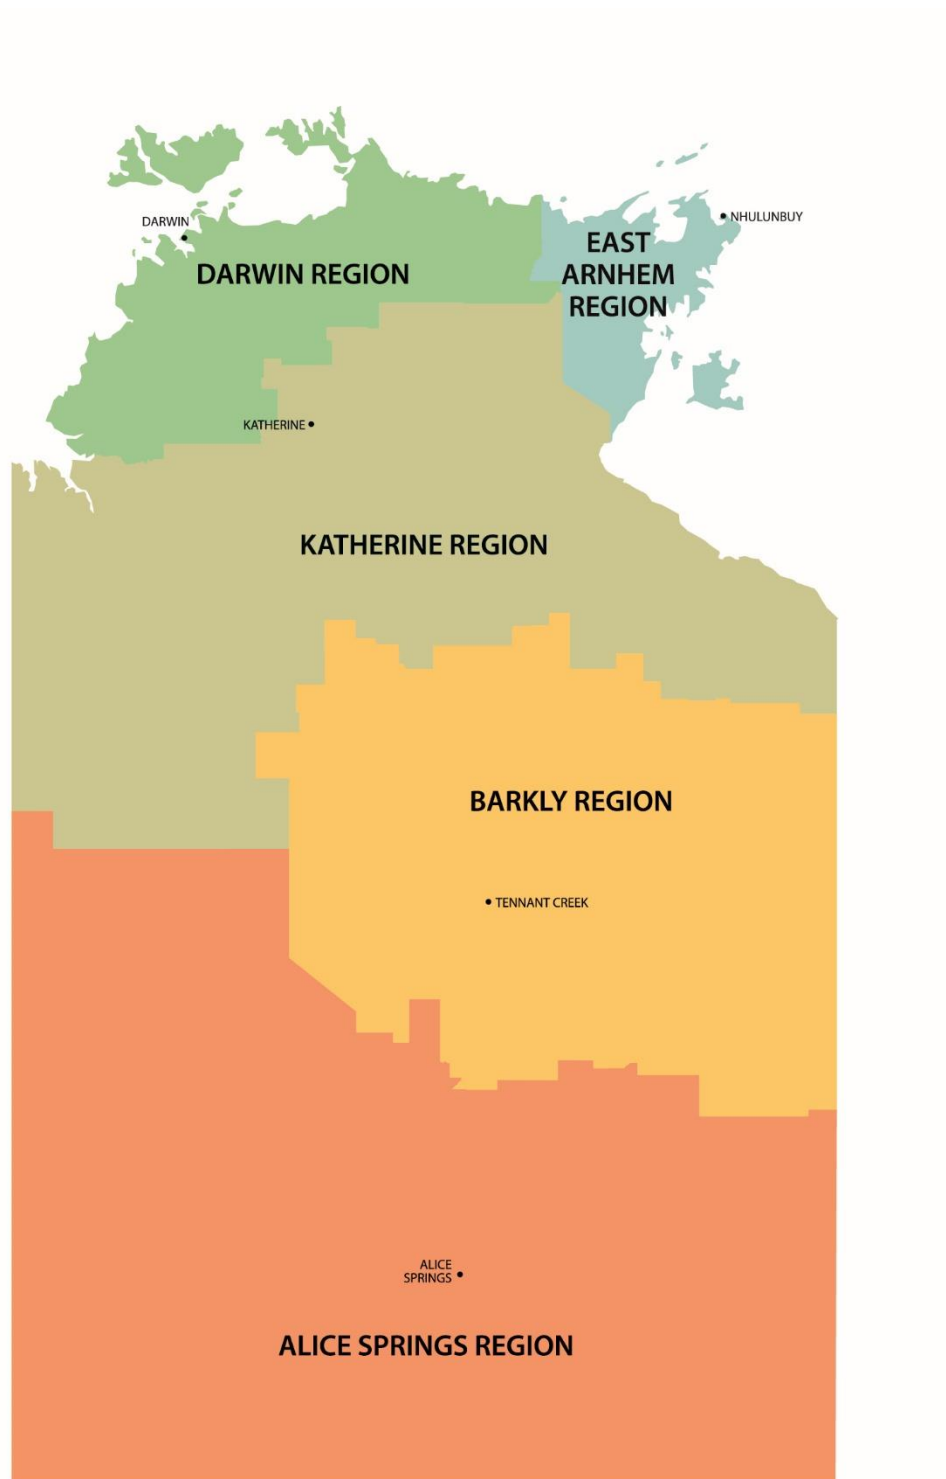 DARWIN
NHULUNBUY
EAST
ARNHEM
REGION
DARWIN REGION
KATHERINE
KATHERINE REGION
BARKLY REGION
TENNANT CREEK
ALICE
SPRINGS
ALICE SPRINGS REGION